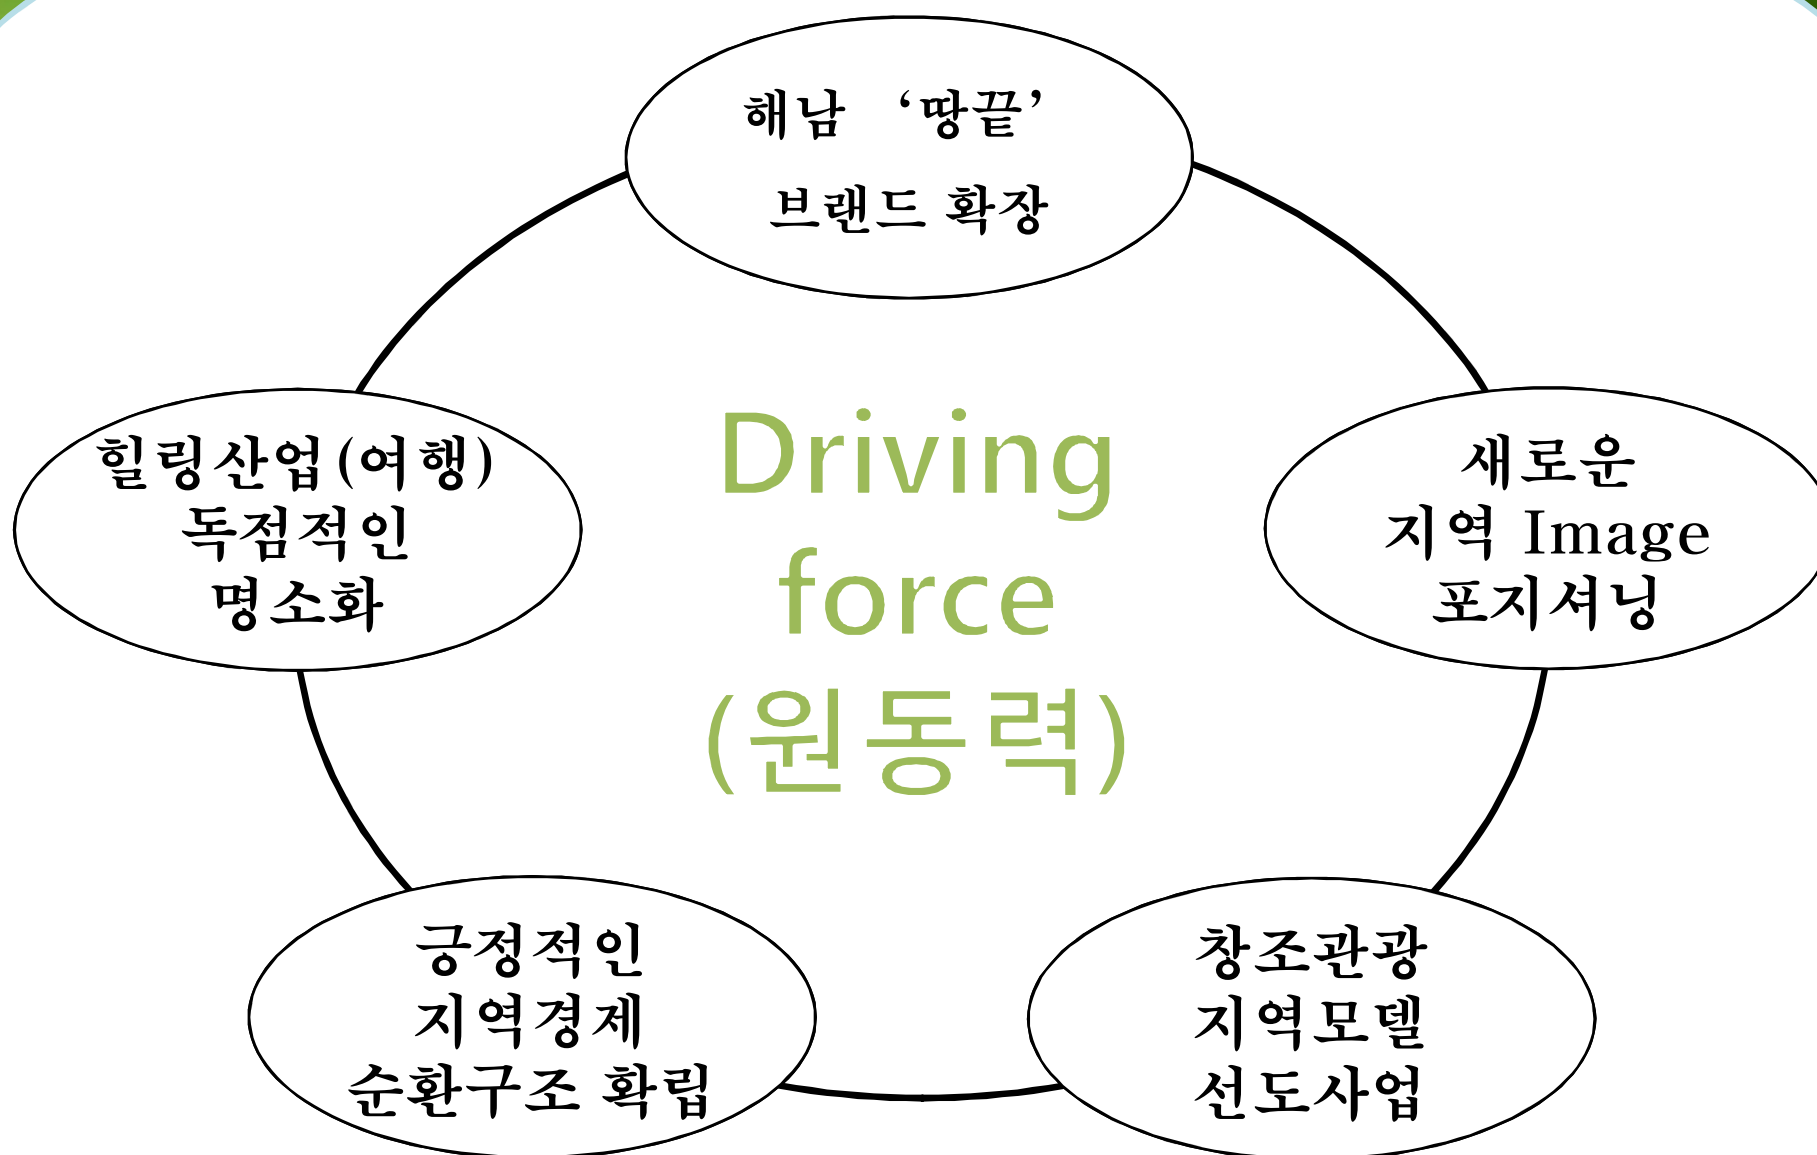 해남 ‘땅끝’
브랜드 확장
힐링산업(여행)
독점적인
명소화
Driving
force
(원동력)
새로운
지역 Image
포지셔닝
긍정적인
지역경제
순환구조 확립
창조관광
지역모델
선도사업